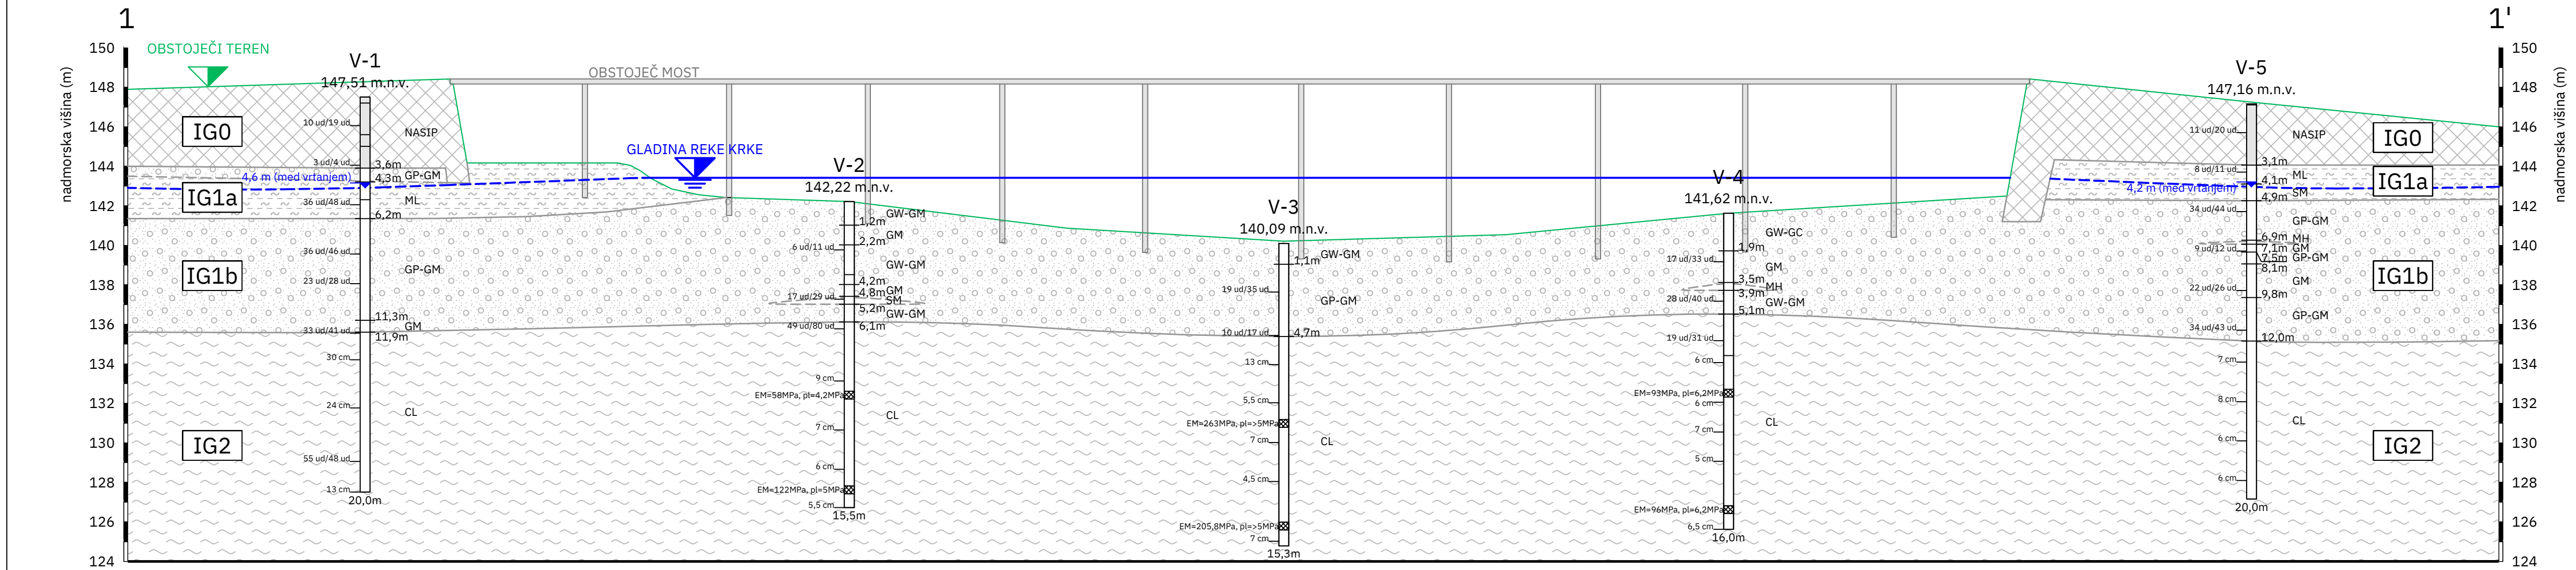 1
1'
OBSTOJEČI TEREN
OBSTOJEČ MOST
GLADINA REKE KRKE
nadmorska višina (m)
150
148
146
144
142
140
138
136
134
132
130
128
126
124
IG0
IG1a
IG1b
IG2
V-1
147,51 m.n.v.
10 ud/19 ud
NASIP
3 ud/4 ud
3,6m
GP-GM
4,6 m (med vrtanjem)
4,3m
ML
36 ud/48 ud
6,2m
36 ud/46 ud
GP-GM
23 ud/28 ud
11,3m
GM
33 ud/41 ud
11,9m
30 cm
24 cm
CL
55 ud/48 ud
13 cm
20,0m
V-2
142,22 m.n.v.
GW-GM
1,2m
GM
2,2m
6 ud/11 ud
GW-GM
4,2m
GM
4,8m
17 ud/29 ud
SM
5,2m
GW-GM
49 ud/80 ud
6,1m
9 cm
EM=58MPa, pl=4,2MPa
CL
7 cm
6 cm
EM=122MPa, pl=5MPa
5,5 cm
15,5m
V-3
140,09 m.n.v.
GW-GM
1,1m
19 ud/35 ud
GP-GM
10 ud/17 ud
4,7m
13 cm
5,5 cm
EM=263MPa, pl=>5MPa
7 cm
CL
4,5 cm
EM=205,8MPa, pl=>5MPa
7 cm
15,3m
V-4
141,62 m.n.v.
GW-GC
1,9m
17 ud/33 ud
GM
3,5m
MH
3,9m
28 ud/40 ud
GW-GM
5,1m
19 ud/31 ud
6 cm
EM=93MPa, pl=6,2MPa
6 cm
CL
7 cm
5 cm
EM=96MPa, pl=6,2MPa
6,5 cm
16,0m
V-5
147,16 m.n.v.
11 ud/20 ud
NASIP
3,1m
8 ud/11 ud
ML
4,1m
4,2 m (med vrtanjem)
SM
4,9m
34 ud/44 ud
GP-GM
6,9m
MH
7,1m
GM
9 ud/12 ud
7,5m
GP-GM
8,1m
GM
22 ud/26 ud
9,8m
GP-GM
34 ud/43 ud
12,0m
7 cm
8 cm
CL
6 cm
6 cm
20,0m
IG0
IG1a
IG1b
IG2
150
148
146
144
142
140
138
136
134
132
130
128
126
124
nadmorska višina (m)